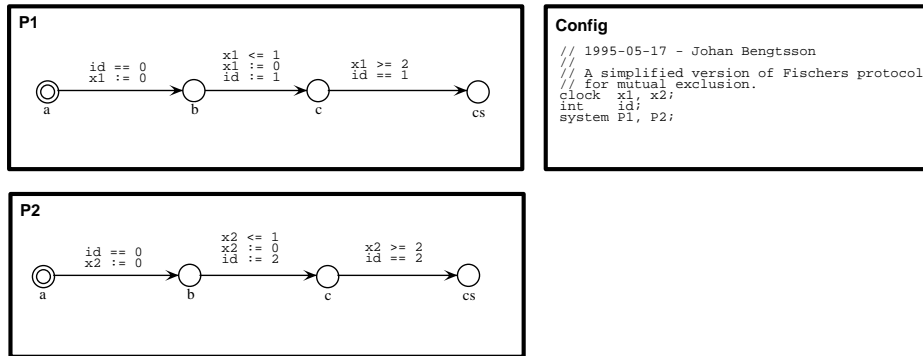 P1
id == 0
x1 := 0
x1 <= 1
x1 := 0
id := 1
x1 >= 2
id == 1
a
b
c
cs
Config
// 1995-05-17 - Johan Bengtsson
//
// A simplified version of Fischers protocol
// for mutual exclusion.
clock x1, x2;
int id;
system P1, P2;
P2
id == 0
x2 := 0
x2 <= 1
x2 := 0
id := 2
x2 >= 2
id == 2
a
b
c
cs